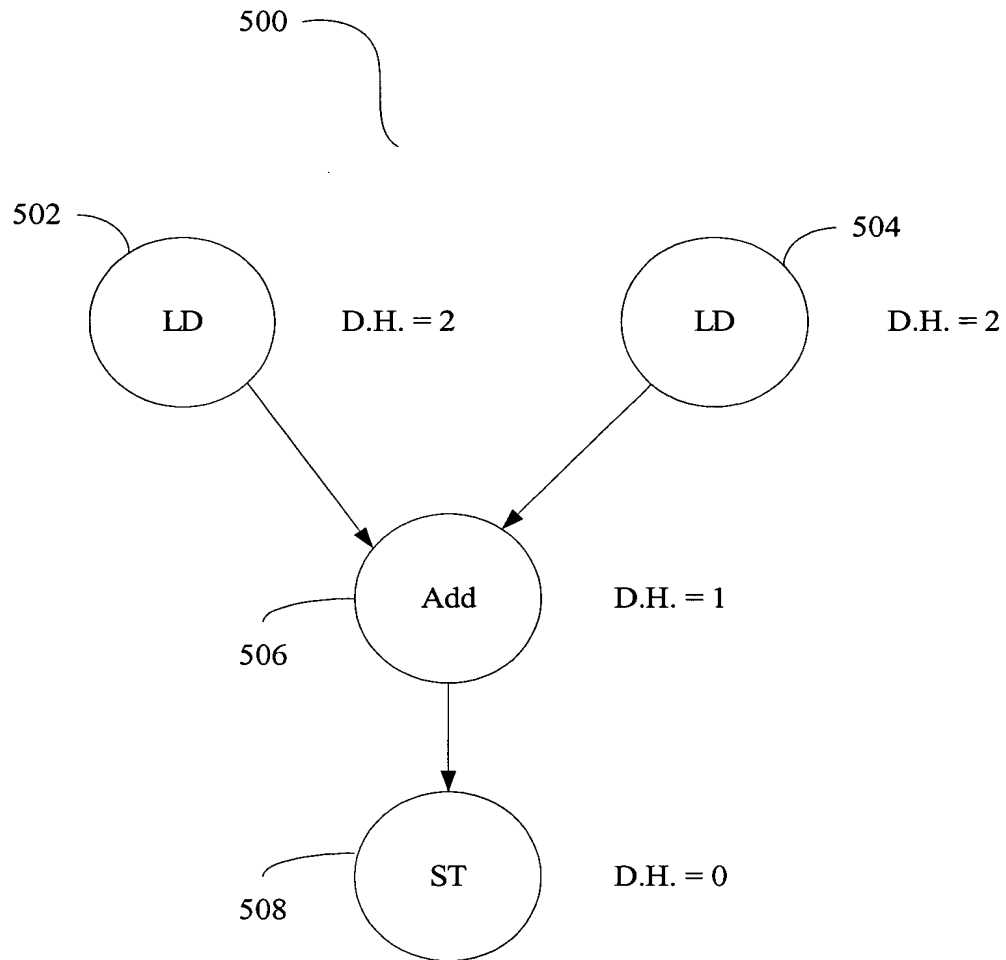 500
502
504
LD
D.H. = 2
LD
D.H. = 2
Add
D.H. = 1
506
ST
D.H. = 0
508